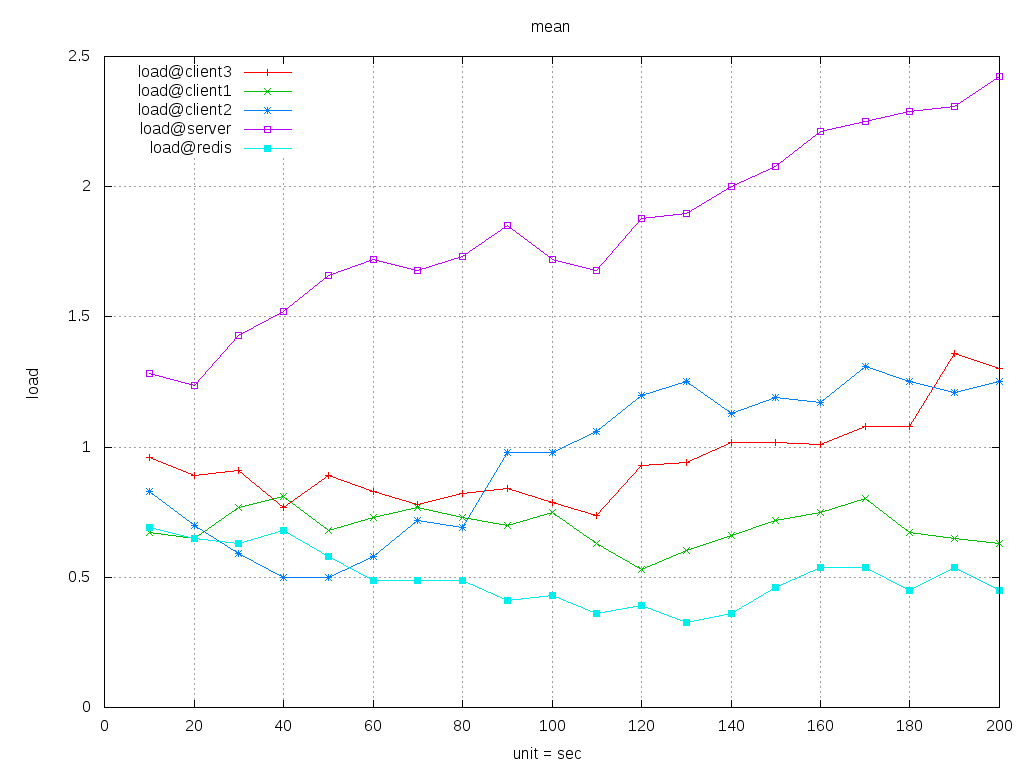 mean
2.5
load@client3
load@client1
load@client2
load@server
load@redis
2
1.5
load
1
0.5
0
0 20 40 60 80 100 120 140 160 180 200
unit = sec